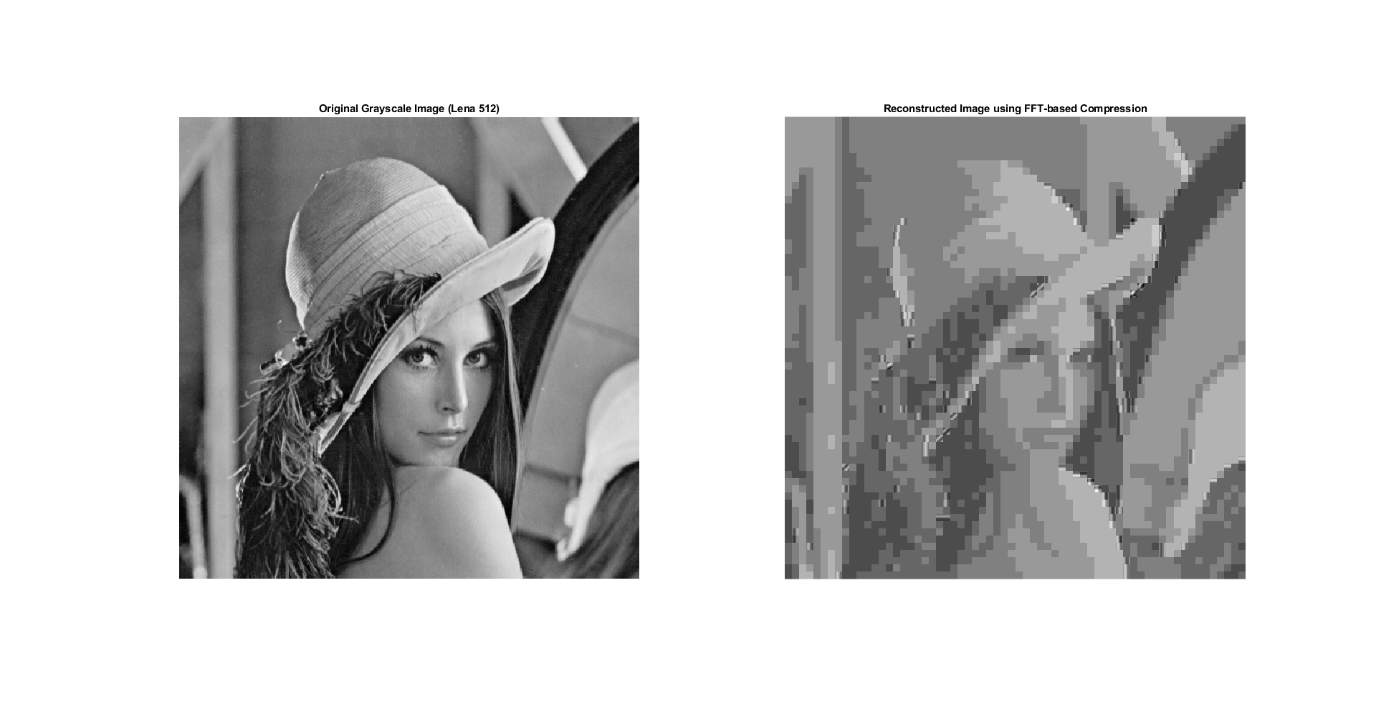 Original Grayscale Image (Lena 512)
Reconstructed Image using FFT-based Compression